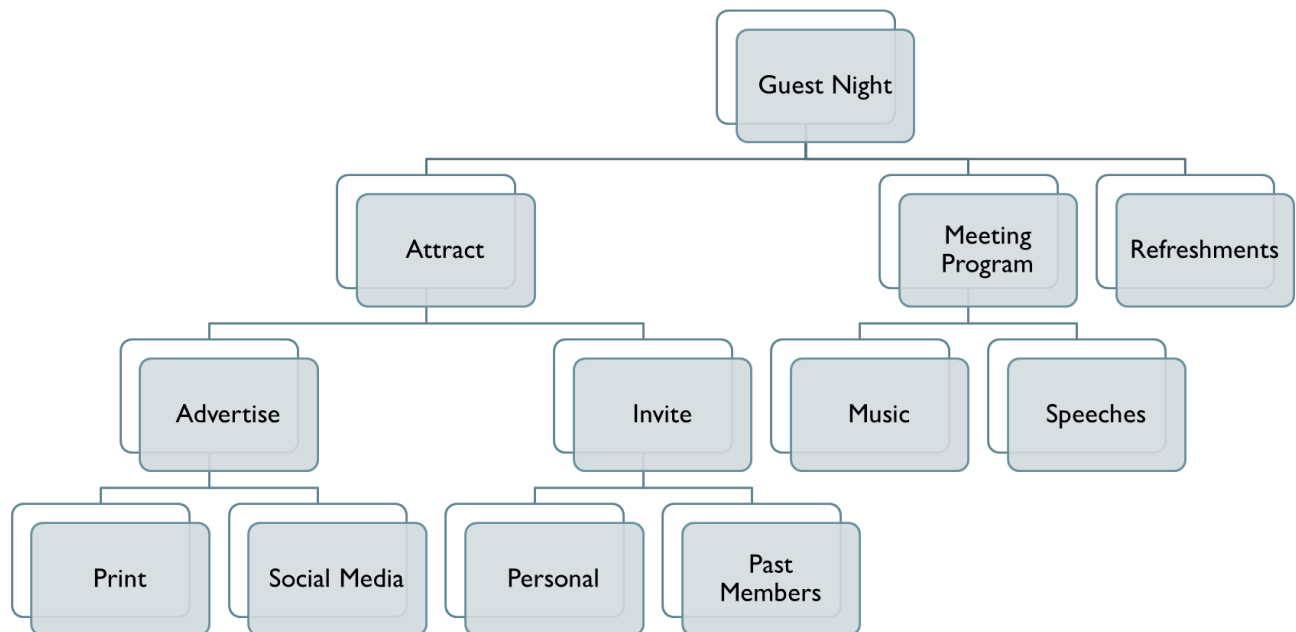 Guest Night
Attract
Meeting
Program
Refreshments
Advertise
Invite
Music
Speeches
Print
Social Media
Personal
Past
Members